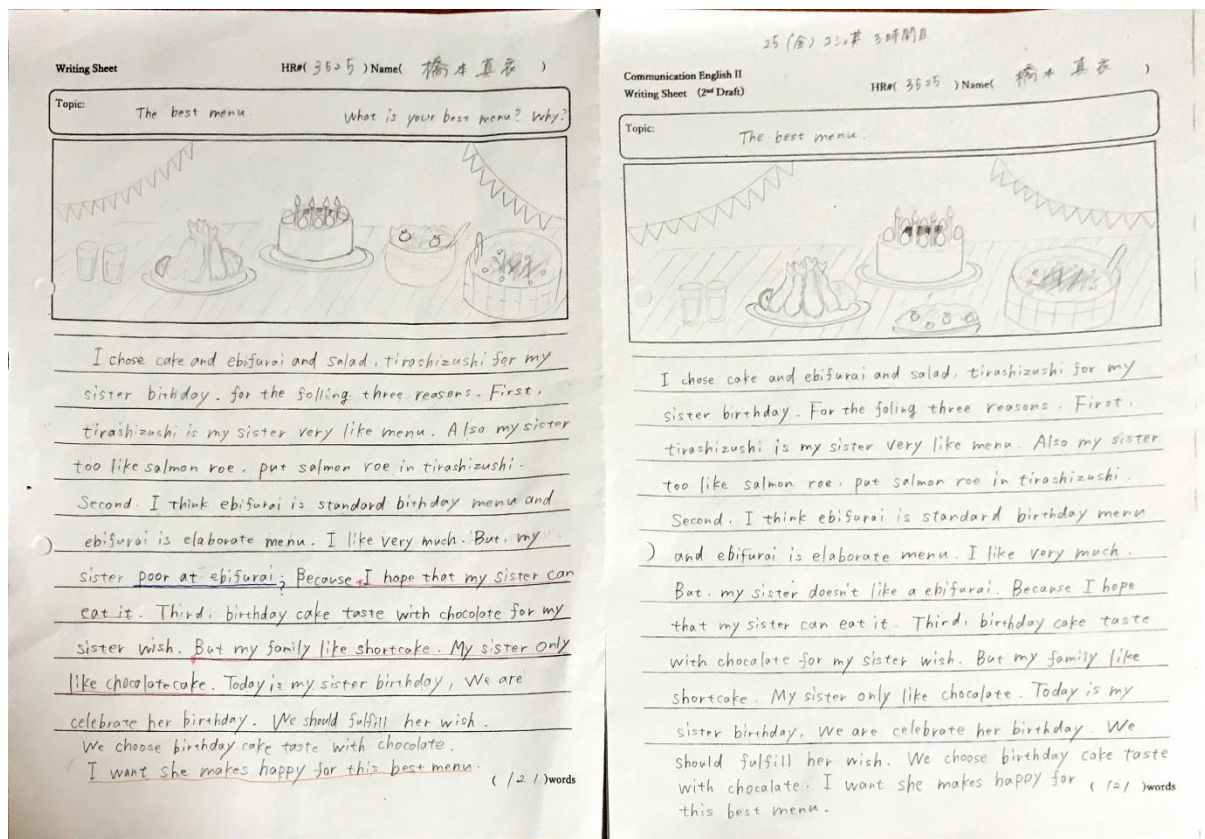 Writing Sheet HR#( 3525 ) Name( 橋本 真衣 )
Topic: The best menu. What is your best menu? Why?
I chose cake and ebifurai and salad, tirashizushi for my
sister bithday. for the folling three reasons. First,
tirashizushi is my sister very like menu. Also my sister
too like salmon roe, put salmon roe in tirashizushi.
Second. I think ebifurai is standard bithday menu and
ebifurai is elaborate menu. I like very much. But, my
sister poor at ebifurai; Because I hope that my sister can
?
eat it. Third, birthday cake taste with chocolate for my
sister wish. But my family like shortcake. My sister only
like chocolatecake. Today is my sister birthday, We are
celebrate her birthday. We should fulfill her wish.
We choose birthday cake taste with chocolate.
I want she makes happy for this best menu.
( 121 )words
25(金) コミュ英 3時間目
Communication English II
Writing Sheet (2nd Draft) HR#( 3525 ) Name( 橋本 真衣 )
Topic: The best menu.
I chose cake and ebifurai and salad, tirashizushi for my
sister birthday. For the foling three reasons. First,
tirashizushi is my sister very like menu. Also my sister
too like salmon roe, put salmon roe in tirashizushi.
Second. I think ebifurai is standard birthday menu
and ebifurai is elaborate menu. I like very much.
But, my sister doesn't like a ebifurai. Because I hope
that my sister can eat it. Third, birthday cake taste
with chocolate for my sister wish. But my family like
shortcake. My sister only like chocolate. Today is my
sister birthday, We are celebrate her birthday. We
should fulfill her wish. We choose birthday cake taste
with chocolate. I want she makes happy for ( 121 )words
this best menu.